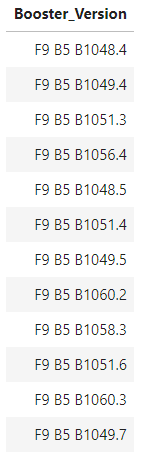 Booster_Version
F9 B5 B1048.4
F9 B5 B1049.4
F9 B5 B1051.3
F9 B5 B1056.4
F9 B5 B1048.5
F9 B5 B1051.4
F9 B5 B1049.5
F9 B5 B1060.2
F9 B5 B1058.3
F9 B5 B1051.6
F9 B5 B1060.3
F9 B5 B1049.7